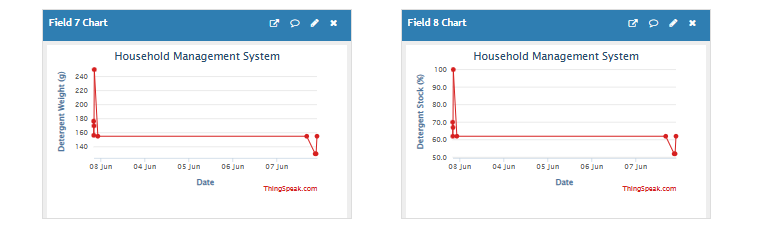 Field 7 Chart
Household Management System
Detergent Weight (g)
240
220
200
180
160
140
03 Jun 04 Jun 05 Jun 06 Jun 07 Jun
Date
ThingSpeak.com
Field 8 Chart
Household Management System
Detergent Stock (%)
100
90.0
80.0
70.0
60.0
50.0
03 Jun 04 Jun 05 Jun 06 Jun 07 Jun
Date
ThingSpeak.com